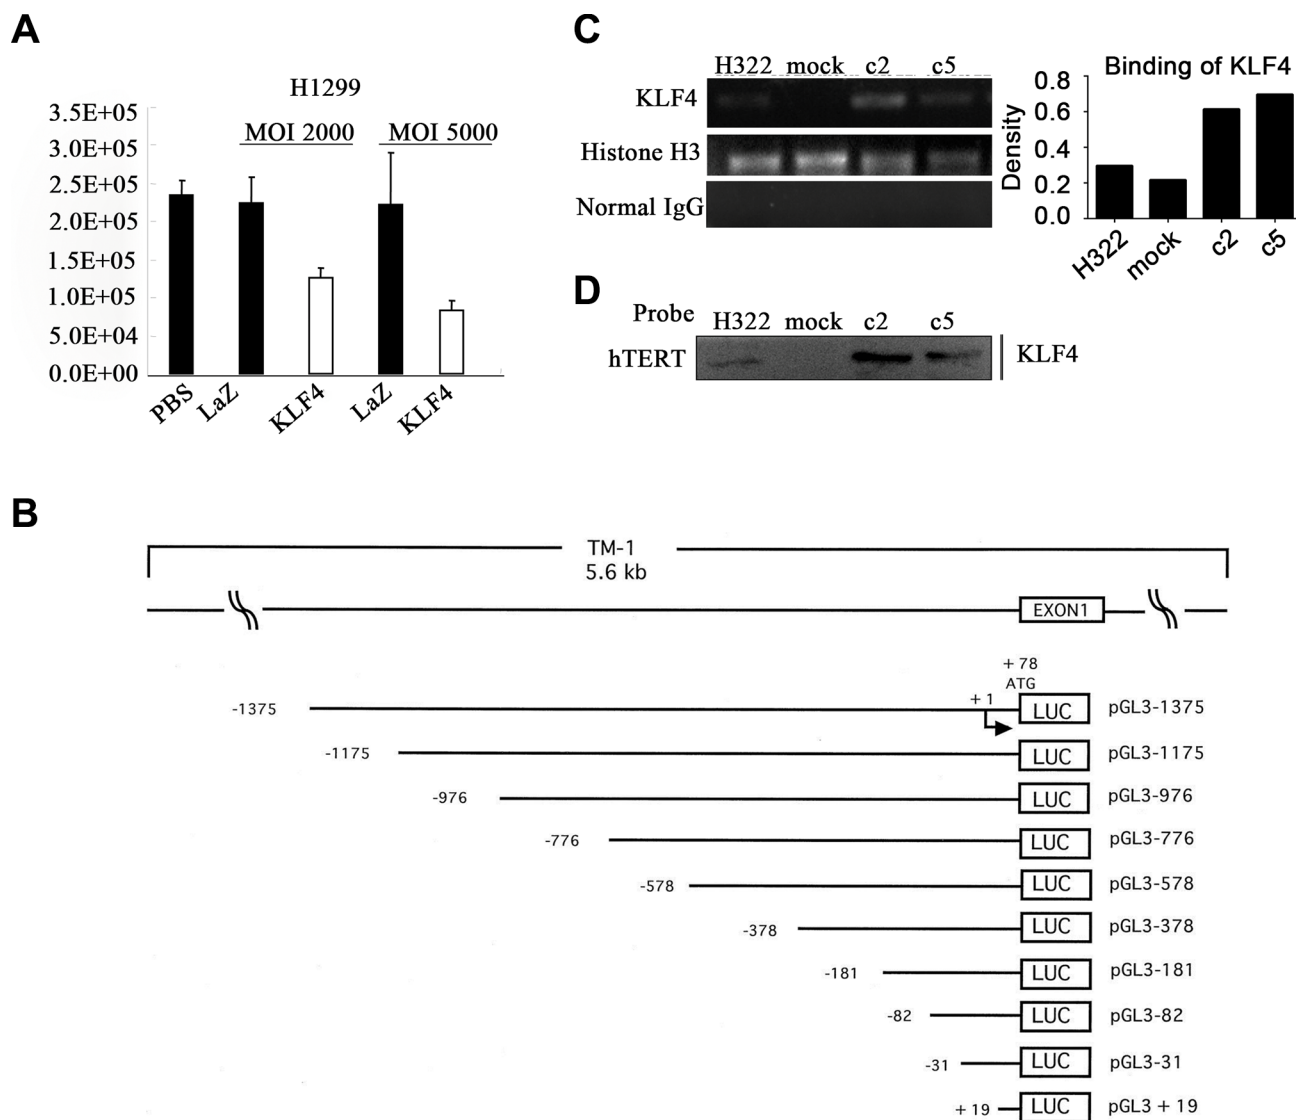 A
H1299
MOI 2000 MOI 5000
3.5E+05
3.0E+05
2.5E+05
2.0E+05
1.5E+05
1.0E+05
5.0E+04
0.0E+00
PBS LaZ KLF4 LaZ KLF4
C
H322 mock c2 c5
KLF4
Histone H3
Normal IgG
Binding of KLF4
Density
0.8
0.6
0.4
0.2
0.0
H322 mock c2 c5
D
Probe H322 mock c2 c5
hTERT KLF4
B
TM-1
5.6 kb
EXON1
+ 78
ATG
+ 1
-1375 LUC pGL3-1375
-1175 LUC pGL3-1175
-976 LUC pGL3-976
-776 LUC pGL3-776
-578 LUC pGL3-578
-378 LUC pGL3-378
-181 LUC pGL3-181
-82 LUC pGL3-82
-31 LUC pGL3-31
+ 19 LUC pGL3 + 19